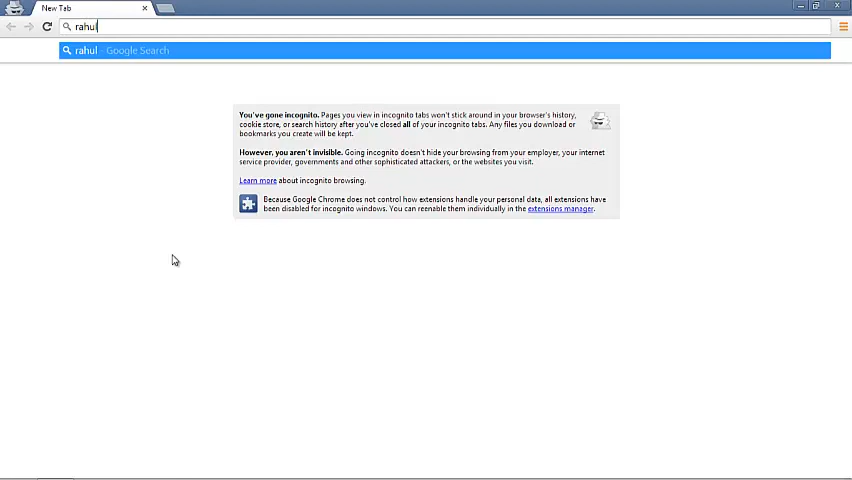 New Tab
rahul
rahul - Google Search
You've gone incognito. Pages you view in incognito tabs won't stick around in your browser's history,
cookie store, or search history after you've closed all of your incognito tabs. Any files you download or
bookmarks you create will be kept.
However, you aren't invisible. Going incognito doesn't hide your browsing from your employer, your internet
service provider, governments and other sophisticated attackers, or the websites you visit.
Learn more about incognito browsing.
Because Google Chrome does not control how extensions handle your personal data, all extensions have
been disabled for incognito windows. You can reenable them individually in the extensions manager.